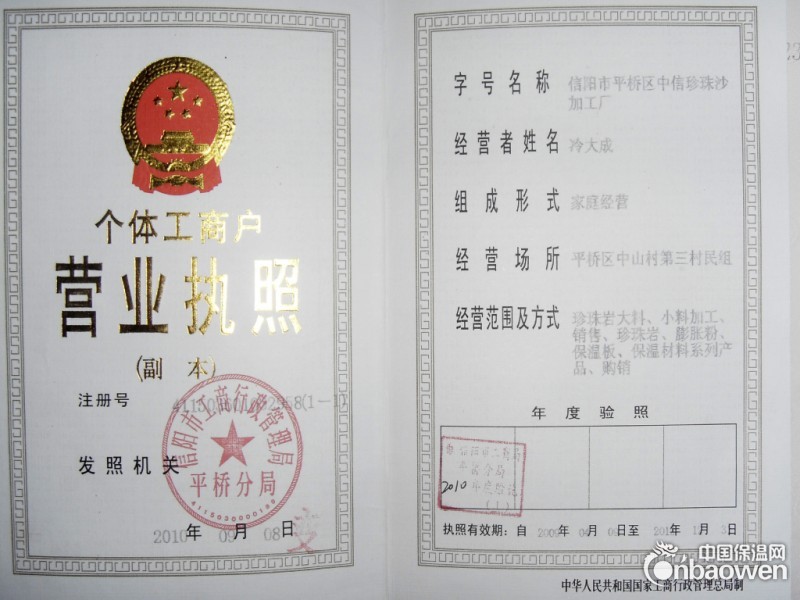 个体工商户
营业执照
(副 本)
注册号
发照机关
信阳市工商行政管理局
平桥分局
4115030000189
2010 年 09 月 08 日
字号名称 信阳市平桥区中信珍珠沙
加工厂
经营者姓名 冷大成
组成形式 家庭经营
经营场所 平桥区中山村第三村民组
经营范围及方式 珍珠岩大料、小料加工、
销售、珍珠岩、膨胀粉、
保湿板、保湿材料系列产
品、购销
年度验照
2010
执照有效期：自 年 月 日至 年 月 日
中华人民共和国国家工商行政管理总局制
中国保温网
nbaowen